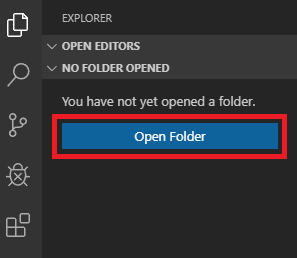 EXPLORER
OPEN EDITORS
NO FOLDER OPENED
You have not yet opened a folder.
Open Folder